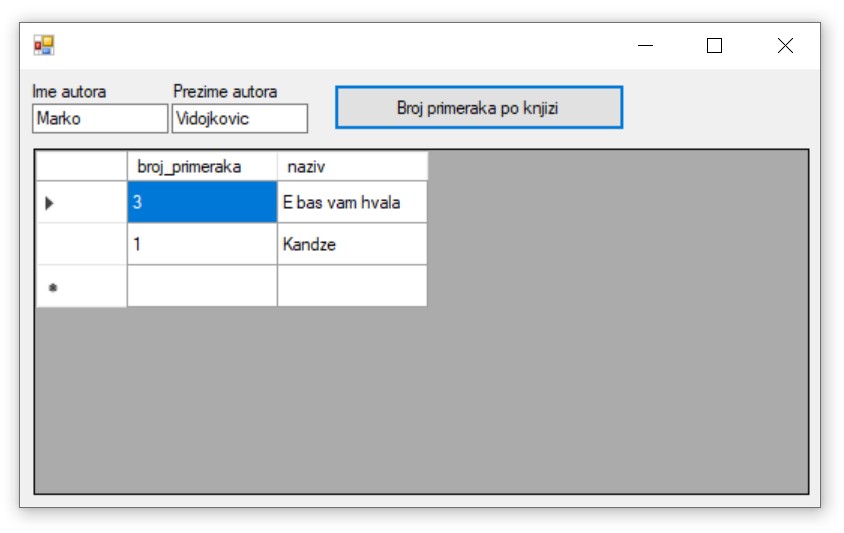 Ime autora Prezime autora
Marko Vidojkovic Broj primeraka po knjizi
broj_primeraka naziv
3 E bas vam hvala
1 Kandze